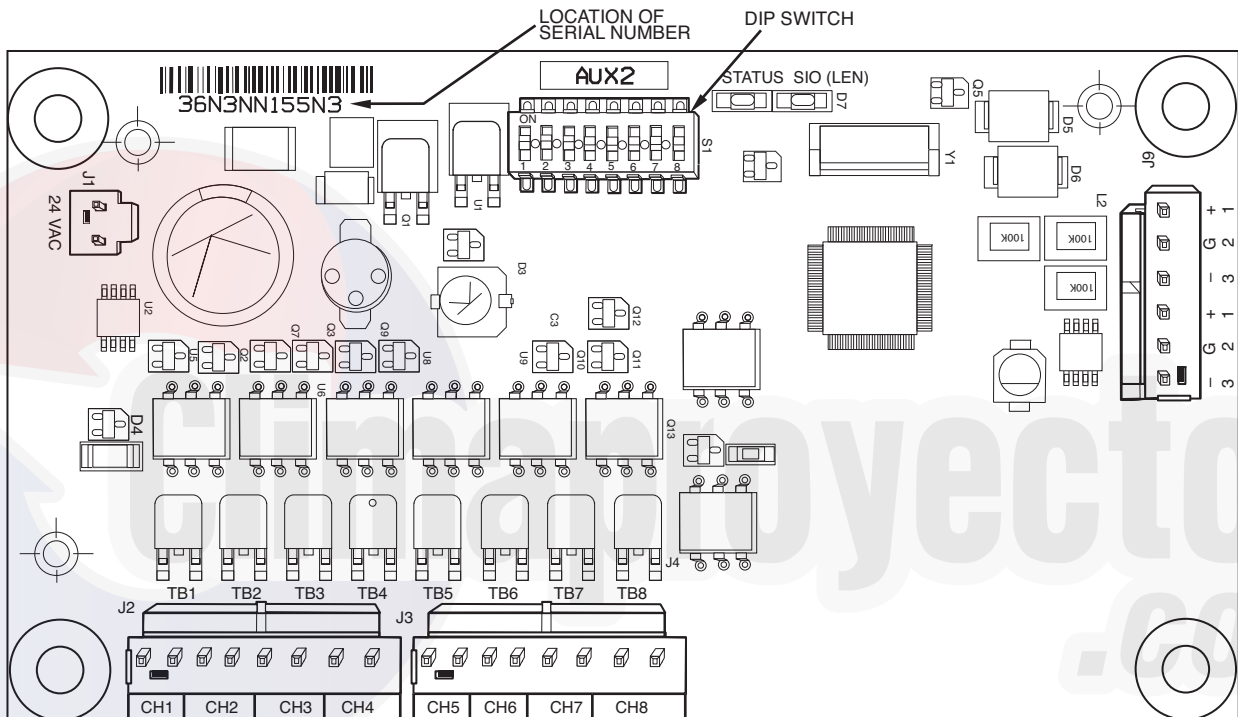 LOCATION OF
SERIAL NUMBER
DIP SWITCH
AUX2
STATUS SIO (LEN)
36N3NN155N3
ON
1 2 3 4 5 6 7 8
S1
D7
Q5
D5
D6
Y1
J9
L2
J1
24 VAC
Q1
U1
D3
100K
100K
100K
+ 1
G 2
− 3
+ 1
G 2
− 3
U2
U5
Q2
Q7
Q3
Q9
U8
U9
C3
Q10
Q12
Q11
U6
Q13
D4
J4
TB1 TB2 TB3 TB4 TB5 TB6 TB7 TB8
J2
J3
CH1 CH2 CH3 CH4 CH5 CH6 CH7 CH8
Climaproyecto
.co